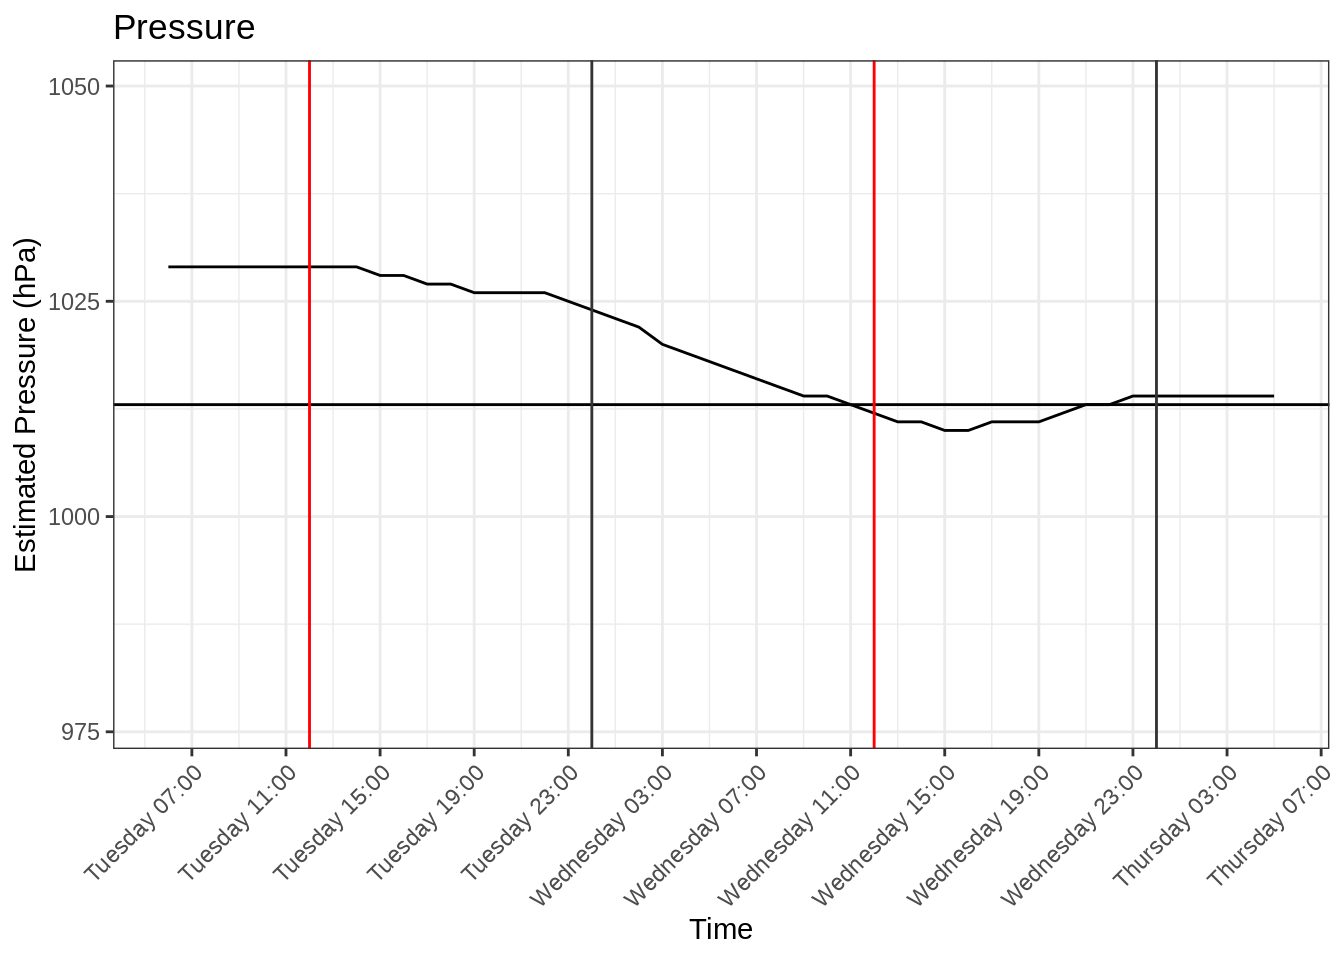 Pressure
Estimated Pressure (hPa)
1050
1025
1000
975
Tuesday 07:00
Tuesday 11:00
Tuesday 15:00
Tuesday 19:00
Tuesday 23:00
Wednesday 03:00
Wednesday 07:00
Wednesday 11:00
Wednesday 15:00
Wednesday 19:00
Wednesday 23:00
Thursday 03:00
Thursday 07:00
Time